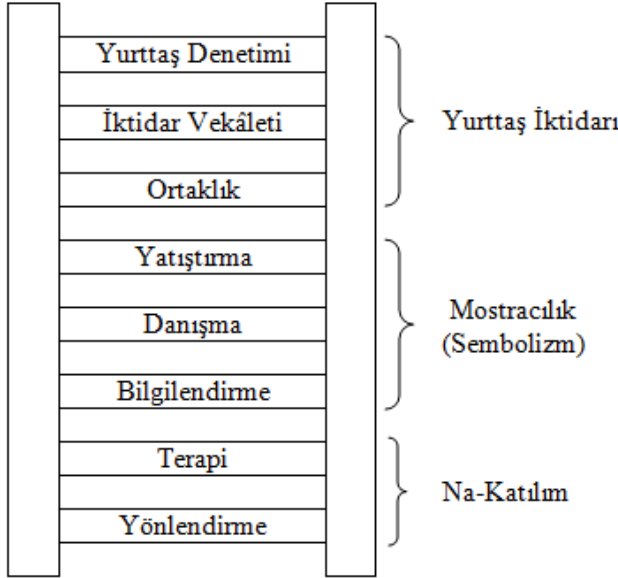 Yurttaş Denetimi
İktidar Vekâleti
Ortaklık
Yurttaş İktidarı
Yatıştırma
Danışma
Bilgilendirme
Mostracılık
(Sembolizm)
Terapi
Yönlendirme
Na-Katılım